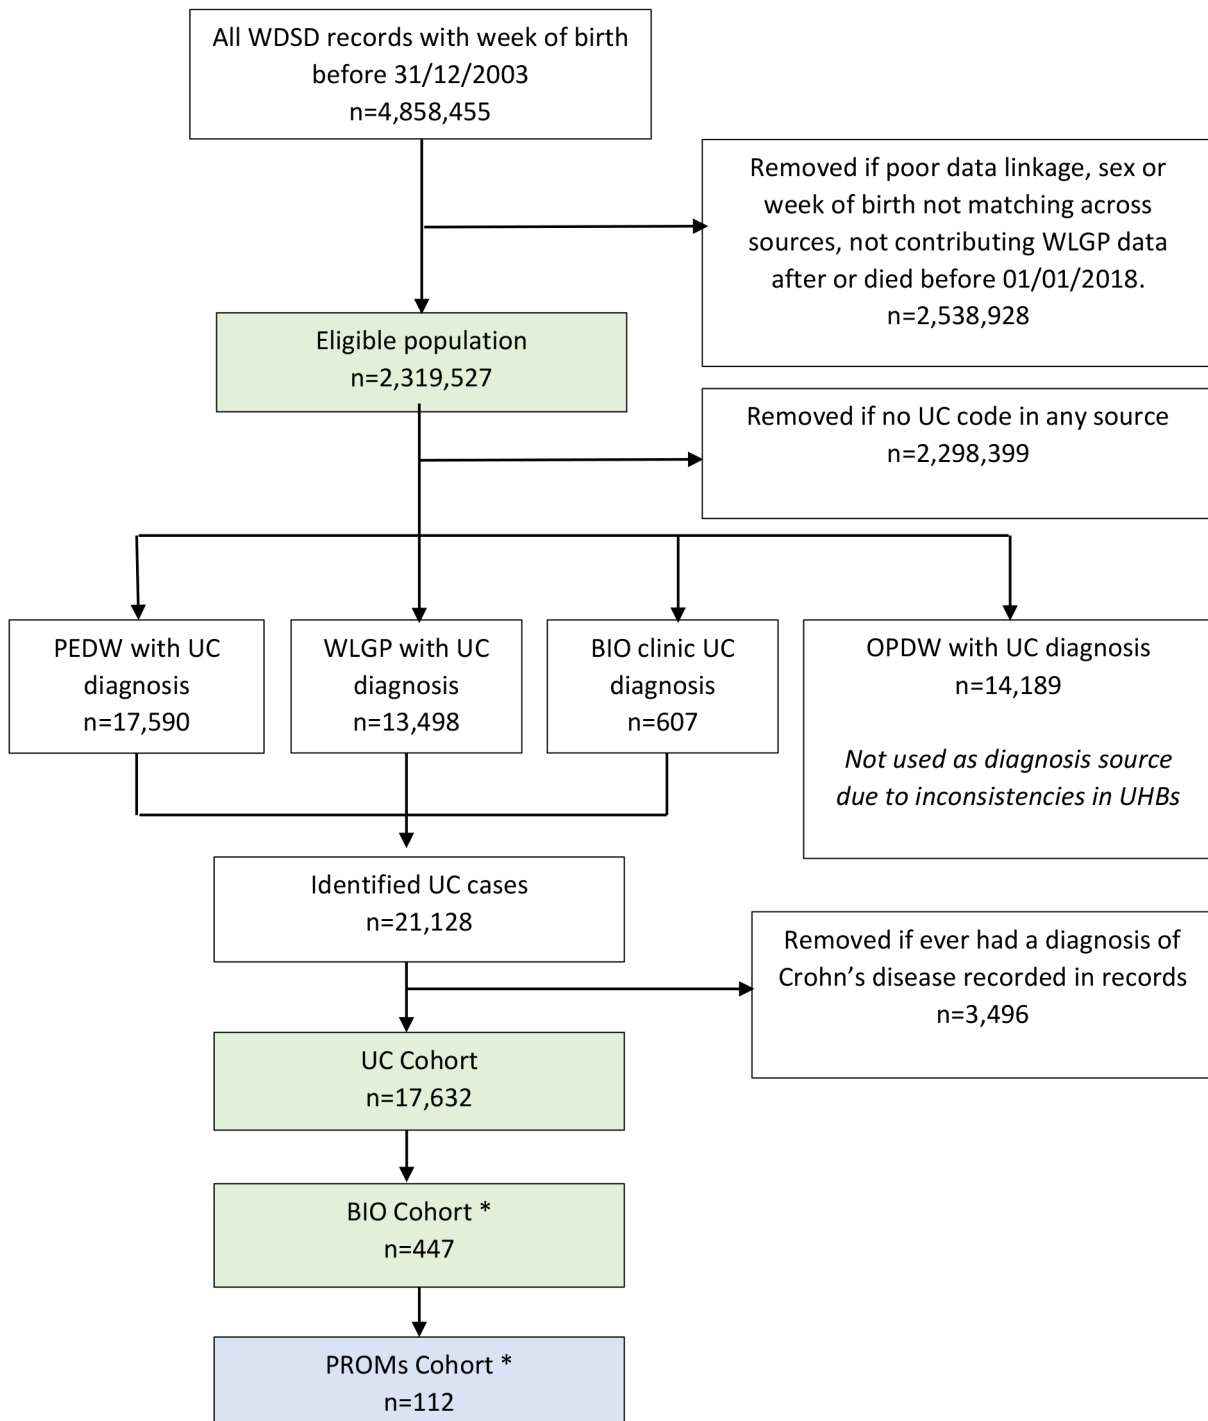 All WDSD records with week of birth
before 31/12/2003
n=4,858,455
Removed if poor data linkage, sex or
week of birth not matching across
sources, not contributing WLGP data
after or died before 01/01/2018.
n=2,538,928
Eligible population
n=2,319,527
Removed if no UC code in any source
n=2,298,399
PEDW with UC
diagnosis
n=17,590
WLGP with UC
diagnosis
n=13,498
BIO clinic UC
diagnosis
n=607
OPDW with UC diagnosis
n=14,189
Not used as diagnosis source
due to inconsistencies in UHBs
Identified UC cases
n=21,128
Removed if ever had a diagnosis of
Crohn’s disease recorded in records
n=3,496
UC Cohort
n=17,632
BIO Cohort *
n=447
PROMs Cohort *
n=112